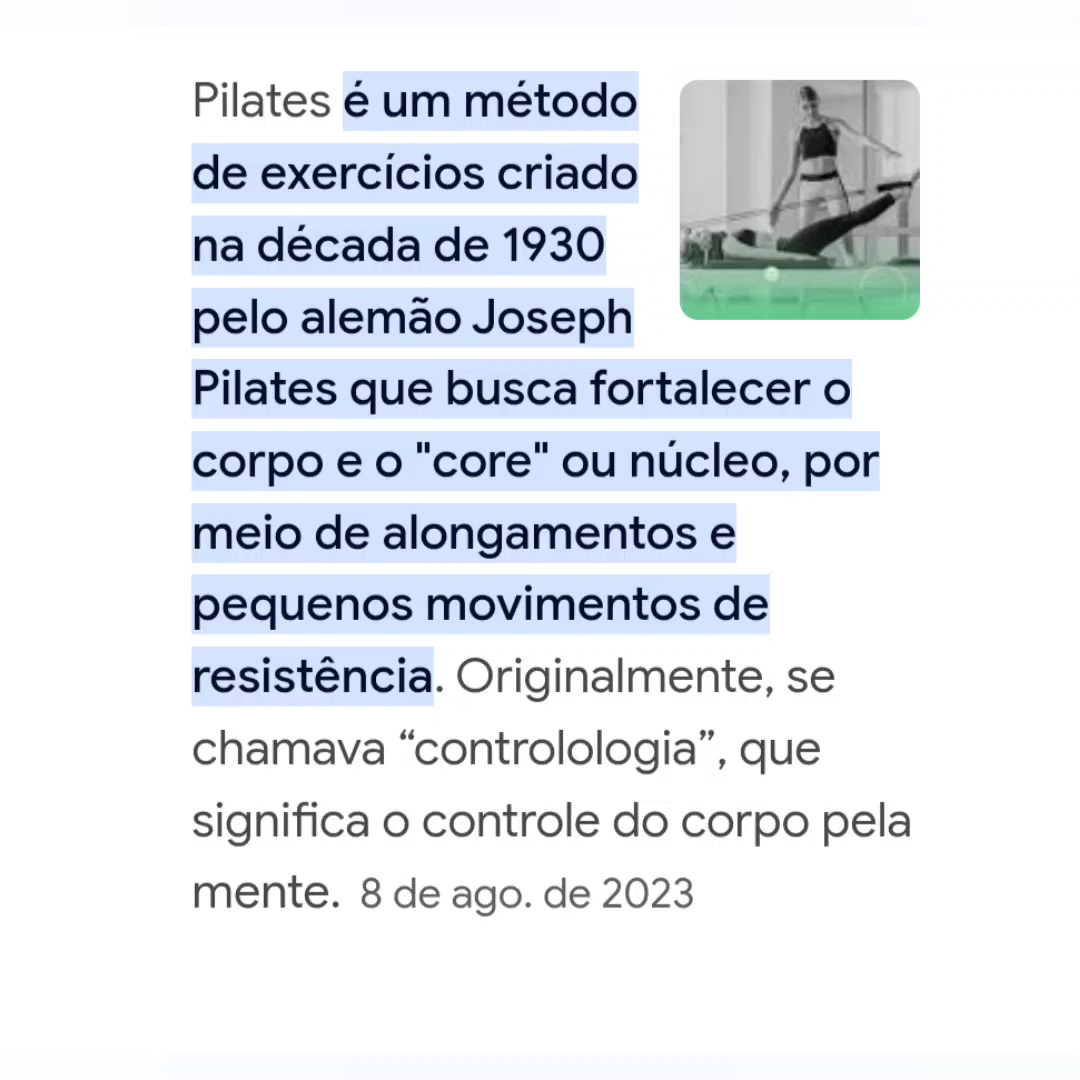 Pilates é um método
de exercícios criado
na década de 1930
pelo alemão Joseph
Pilates que busca fortalecer o
corpo e o "core" ou núcleo, por
meio de alongamentos e
pequenos movimentos de
resistência. Originalmente, se
chamava “contrologia”, que
significa o controle do corpo pela
mente. 8 de ago. de 2023